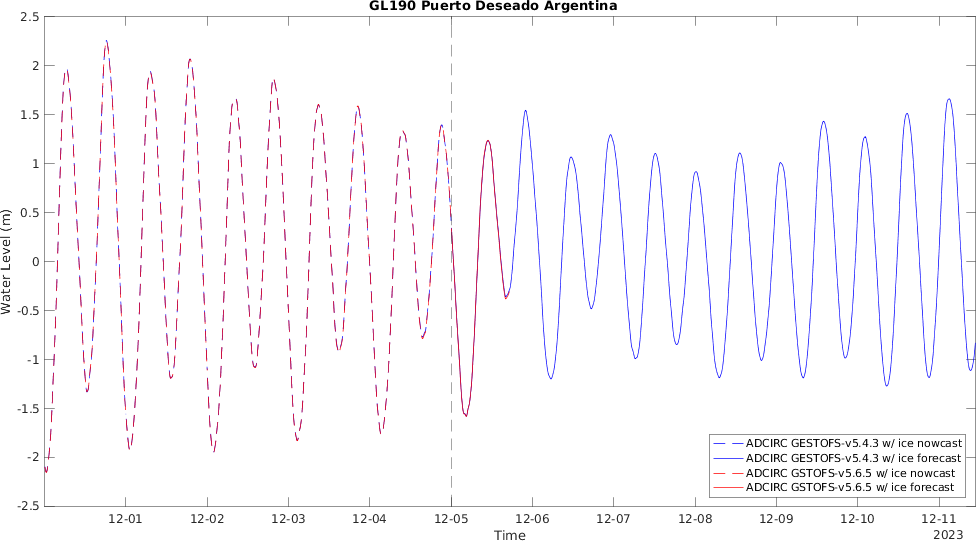 GL190 Puerto Deseado Argentina
Water Level (m)
2.5
2
1.5
1
0.5
0
-0.5
-1
-1.5
-2
-2.5
12-01 12-02 12-03 12-04 12-05 12-06 12-07 12-08 12-09 12-10 12-11
2023
Time
ADCIRC GESTOFS-v5.4.3 w/ ice nowcast
ADCIRC GESTOFS-v5.4.3 w/ ice forecast
ADCIRC GSTOFS-v5.6.5 w/ ice nowcast
ADCIRC GSTOFS-v5.6.5 w/ ice forecast